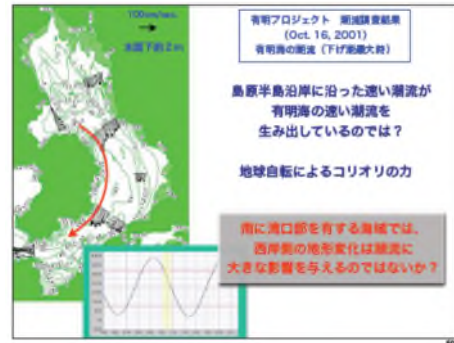 100cm/sec.
水面下約2m
有明プロジェクト 潮流調査結果
(Oct. 16, 2001)
有明海の潮流(下げ潮最大時)
島原半島沿岸に沿った速い潮流が
有明海の速い潮流を
生み出しているのでは?
地球自転によるコリオリの力
南に湾口部を有する海域では、
西岸側の地形変化は潮流に
大きな影響を与えるのではないか?